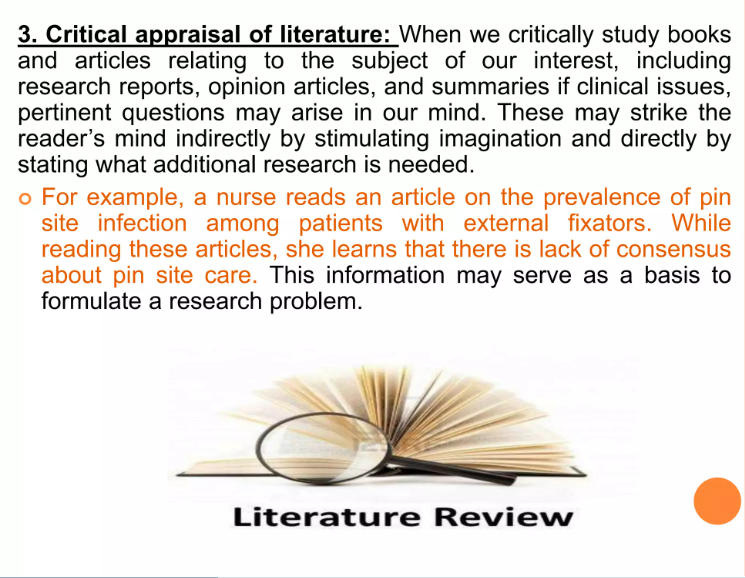 3. Critical appraisal of literature: When we critically study books
and articles relating to the subject of our interest, including
research reports, opinion articles, and summaries if clinical issues,
pertinent questions may arise in our mind. These may strike the
reader's mind indirectly by stimulating imagination and directly by
stating what additional research is needed.
For example, a nurse reads an article on the prevalence of pin
site infection among patients with external fixators. While
reading these articles, she learns that there is lack of consensus
about pin site care. This information may serve as a basis to
formulate a research problem.
Literature Review